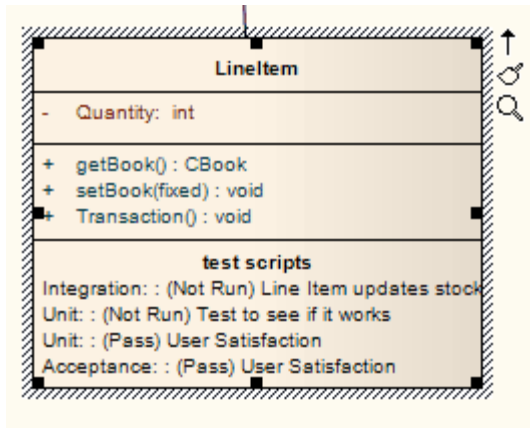 LineItem
- Quantity: int
+ getBook() : CBook
+ setBook(fixed) : void
+ Transaction() : void
test scripts
Integration: : (Not Run) Line Item updates stock
Unit: : (Not Run) Test to see if it works
Unit: : (Pass) User Satisfaction
Acceptance: : (Pass) User Satisfaction